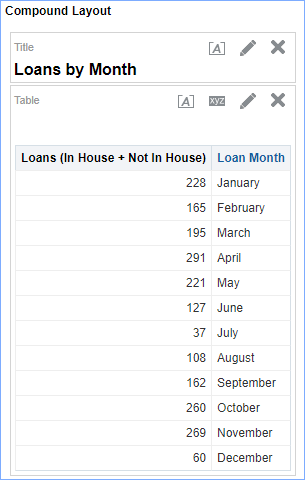 Compound Layout
Title
[A]
Loans by Month
Table
[A] xyz
Loans (In House + Not In House) Loan Month
228 January
165 February
195 March
291 April
221 May
127 June
37 July
108 August
162 September
260 October
269 November
60 December